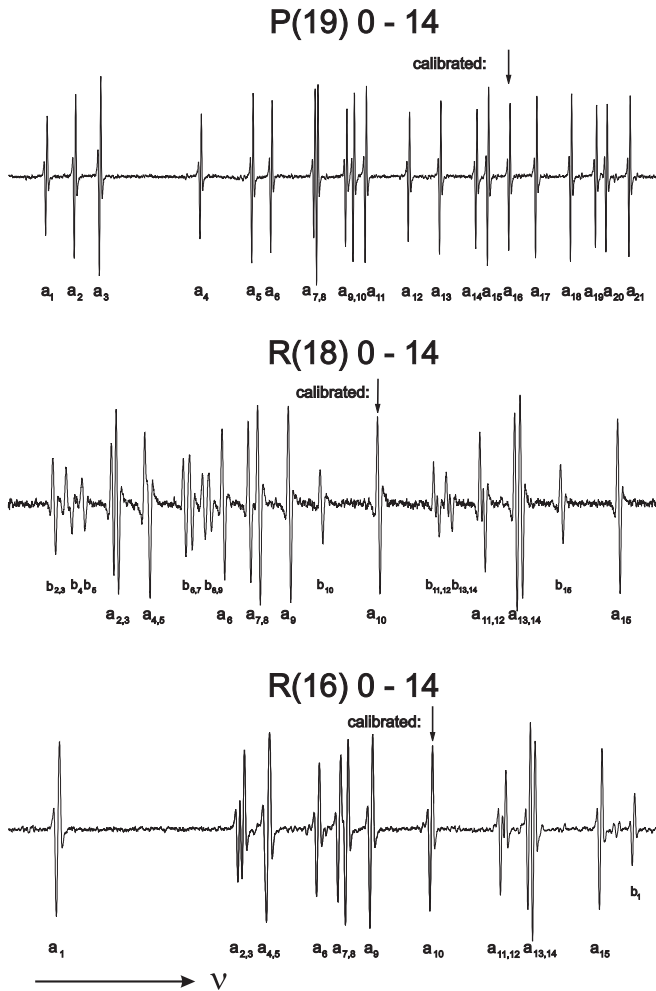 P(19) 0 - 14
calibrated:
a1 a2 a3 a4 a5 a6 a7,8 a9,10 a11 a12 a13 a14 a15 a16 a17 a18 a19 a20 a21
R(18) 0 - 14
calibrated:
b2,3 b4 b5 b6,7 b8,9 b10 b11,12 b13,14 b15
a2,3 a4,5 a6 a7,8 a9 a10 a11,12 a13,14 a15
R(16) 0 - 14
calibrated:
b1
a1 a2,3 a4,5 a6 a7,8 a9 a10 a11,12 a13,14 a15
ν